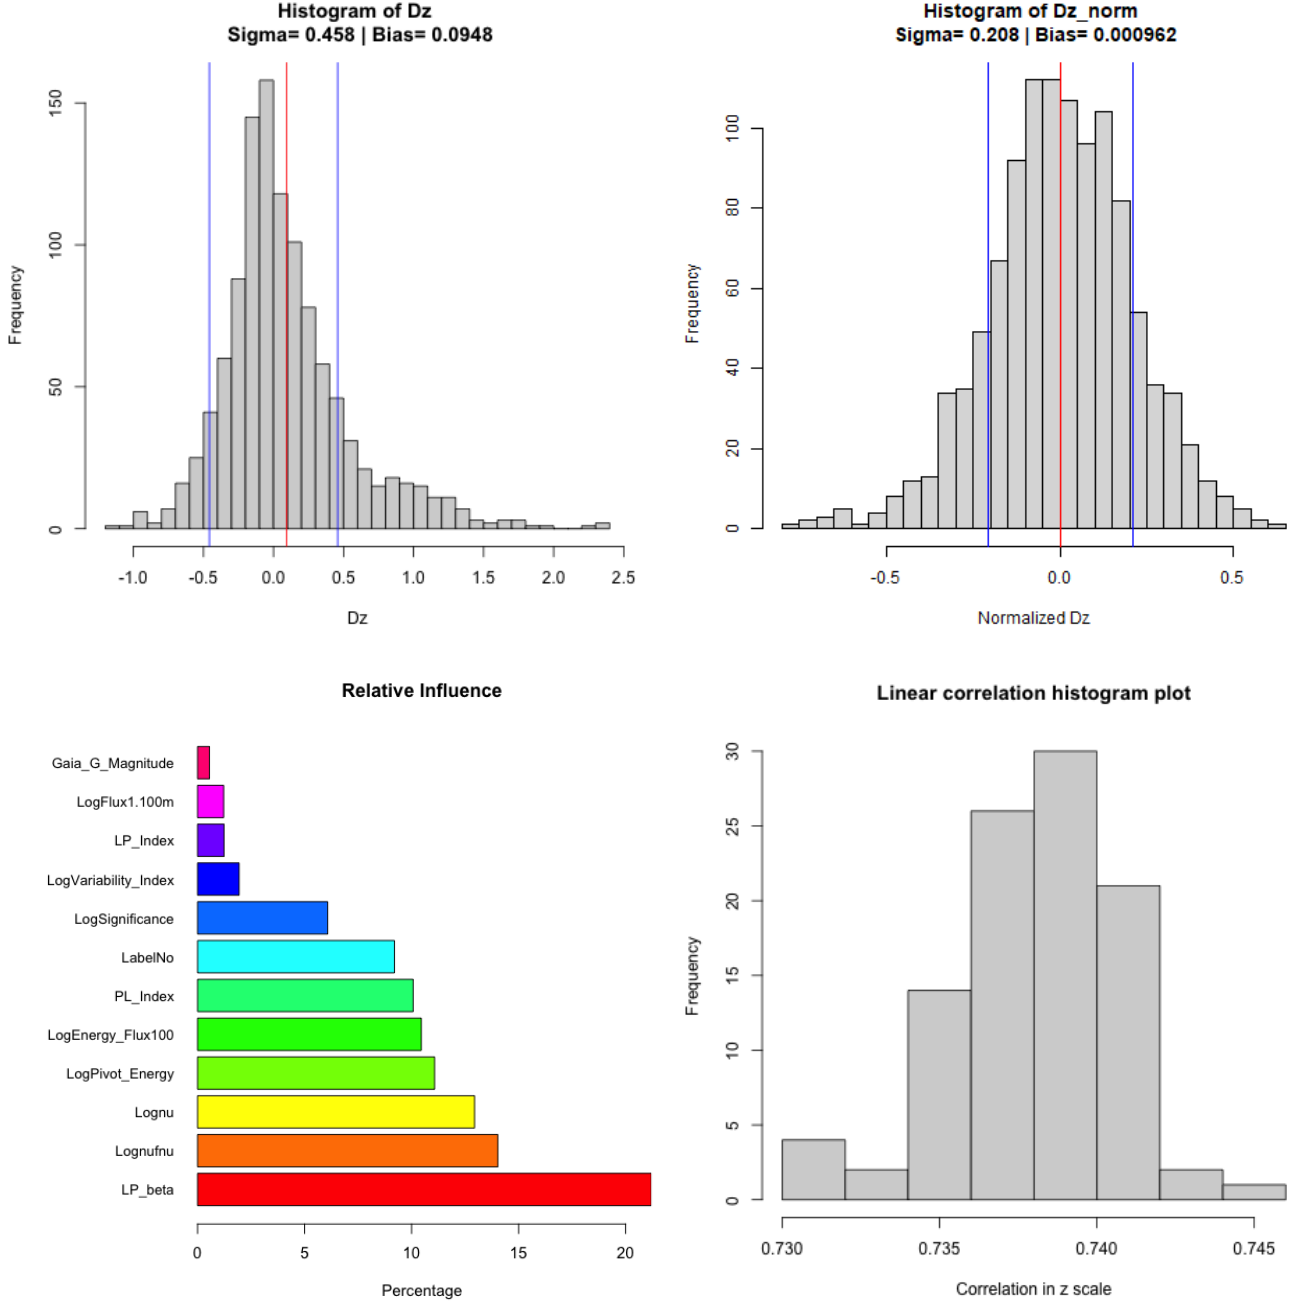 Histogram of Dz
Sigma= 0.458 | Bias= 0.0948
Frequency
0
50
100
150
-1.0 -0.5 0.0 0.5 1.0 1.5 2.0 2.5
Dz
Histogram of Dz_norm
Sigma= 0.208 | Bias= 0.000962
Frequency
0
20
40
60
80
100
-0.5 0.0 0.5
Normalized Dz
Relative Influence
Gaia_G_Magnitude
LogFlux1.100m
LP_Index
LogVariability_Index
LogSignificance
LabelNo
PL_Index
LogEnergy_Flux100
LogPivot_Energy
Lognu
Lognufnu
LP_beta
0 5 10 15 20
Percentage
Linear correlation histogram plot
Frequency
0
5
10
15
20
25
30
0.730 0.735 0.740 0.745
Correlation in z scale